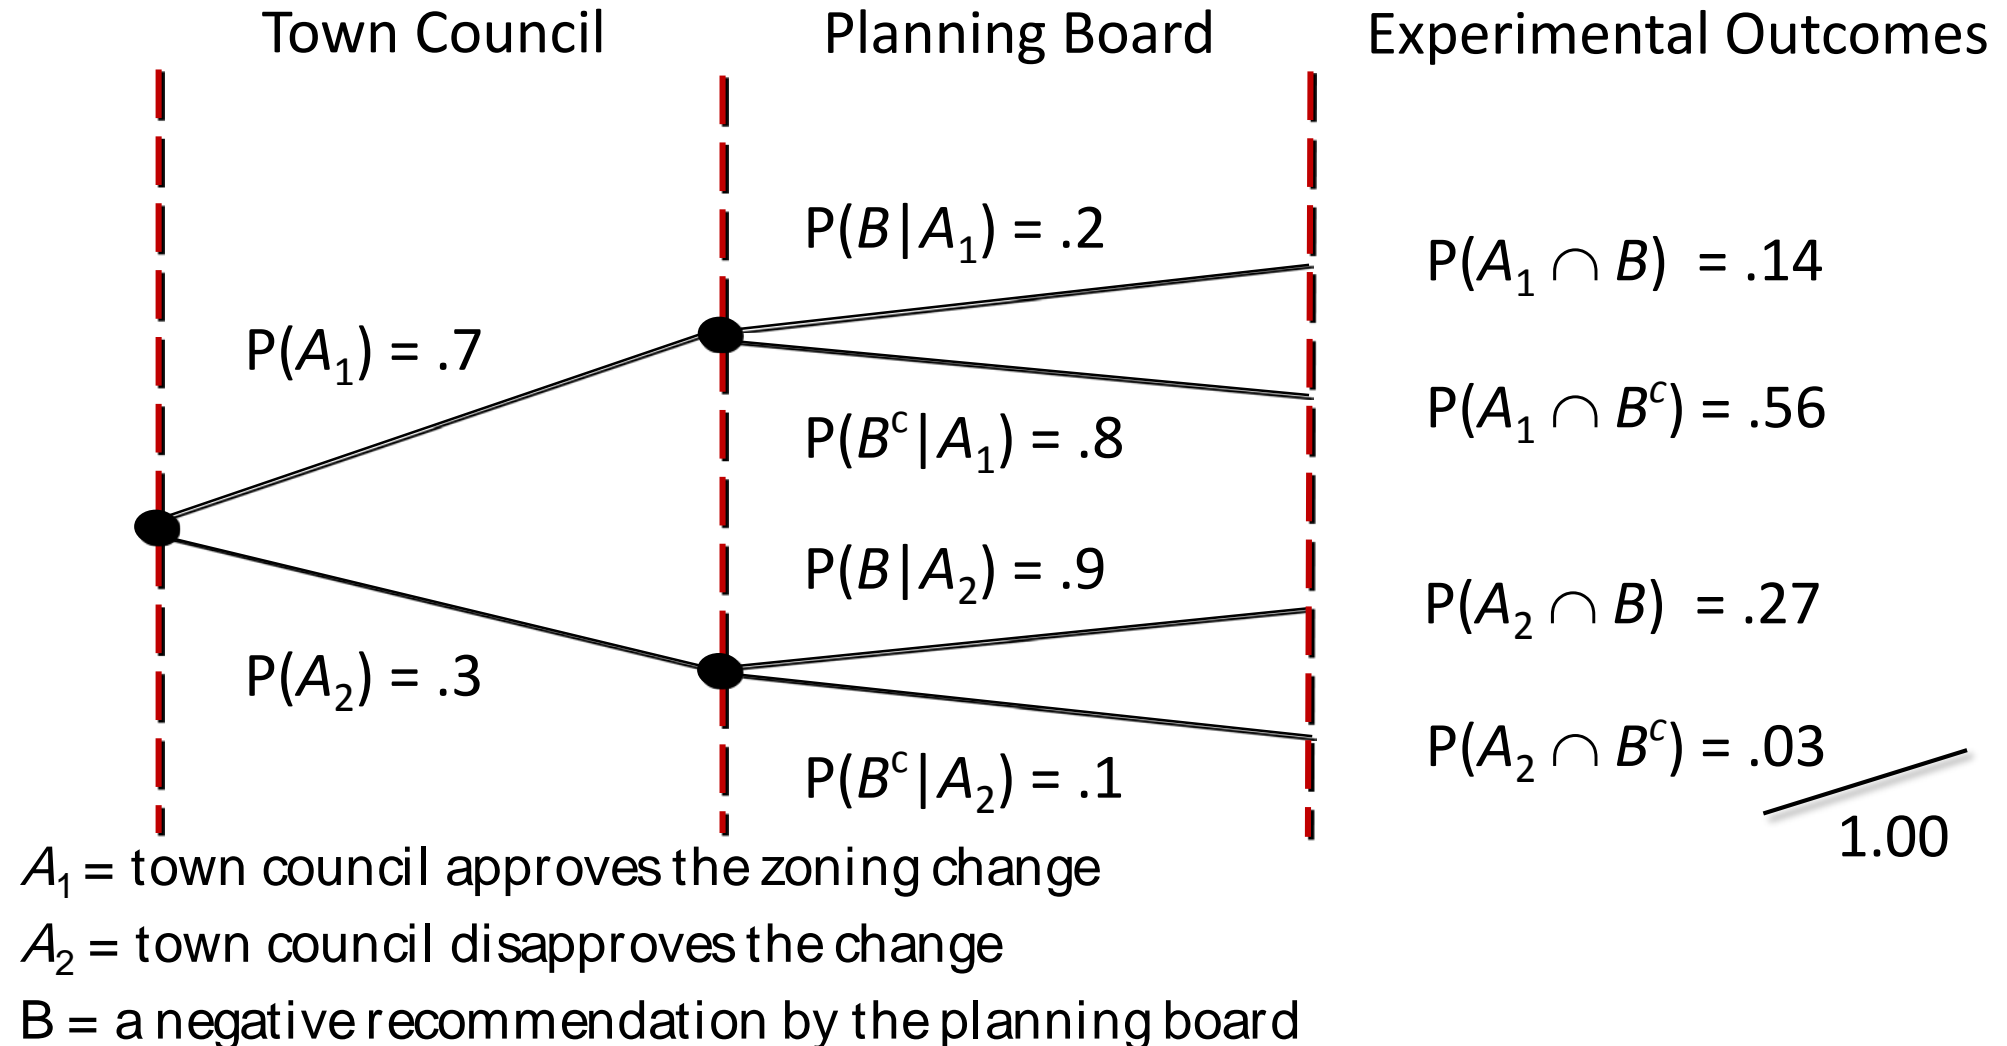 Town Council Planning Board Experimental Outcomes
P(B|A₁) = .2
P(A₁ ∩ B) = .14
P(A₁) = .7
P(A₁ ∩ Bᶜ) = .56
P(Bᶜ|A₁) = .8
P(B|A₂) = .9
P(A₂ ∩ B) = .27
P(A₂) = .3
P(A₂ ∩ Bᶜ) = .03
P(Bᶜ|A₂) = .1
1.00
A₁ = town council approves the zoning change
A₂ = town council disapproves the change
B = a negative recommendation by the planning board